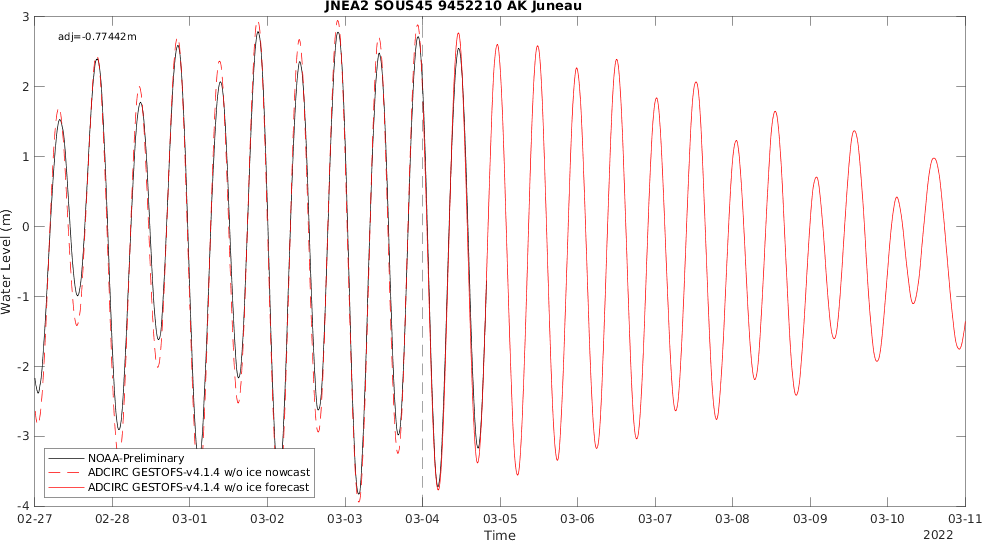 JNEA2 SOUS45 9452210 AK Juneau
adj=-0.77442m
3
2
1
0
-1
-2
-3
-4
Water Level (m)
NOAA-Preliminary
ADCIRC GESTOFS-v4.1.4 w/o ice nowcast
ADCIRC GESTOFS-v4.1.4 w/o ice forecast
02-27 02-28 03-01 03-02 03-03 03-04 03-05 03-06 03-07 03-08 03-09 03-10 03-11
Time
2022